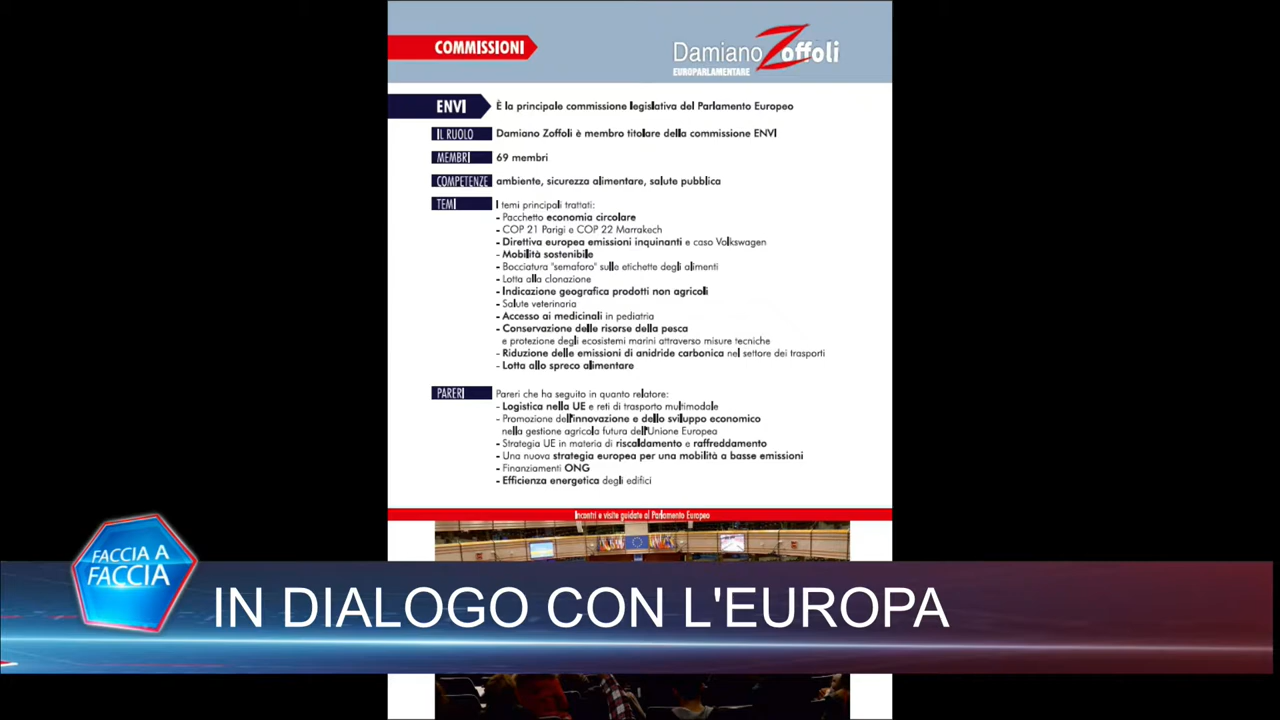 COMMISSIONI
Damiano Zoffoli
EUROPARLAMENTARE
ENVI È la principale commissione legislativa del Parlamento Europeo
IL RUOLO Damiano Zoffoli è membro titolare della commissione ENVI
MEMBRI 69 membri
COMPETENZE ambiente, sicurezza alimentare, salute pubblica
TEMI I temi principali trattati:
- Pacchetto economia circolare
- COP 21 Parigi e COP 22 Marrakech
- Direttiva europea emissioni inquinanti e caso Volkswagen
- Mobilità sostenibile
- Bocciatura "semaforo" sulle etichette degli alimenti
- Lotta alla clonazione
- Indicazione geografica prodotti non agricoli
- Salute veterinaria
- Accesso ai medicinali in pediatria
- Conservazione delle risorse della pesca
e protezione degli ecosistemi marini attraverso misure tecniche
- Riduzione delle emissioni di anidride carbonica nel settore dei trasporti
- Lotta allo spreco alimentare
PARERI Pareri che ha seguito in quanto relatore:
- Logistica nella UE e reti di trasporto multimodale
- Promozione dell'innovazione e dello sviluppo economico
nella gestione agricola futura dell'Unione Europea
- Strategia UE in materia di riscaldamento e raffreddamento
- Una nuova strategia europea per una mobilità a basse emissioni
- Finanziamenti ONG
- Efficienza energetica degli edifici
Incontri e visite guidate al Parlamento Europeo
FACCIA A
FACCIA
IN DIALOGO CON L'EUROPA